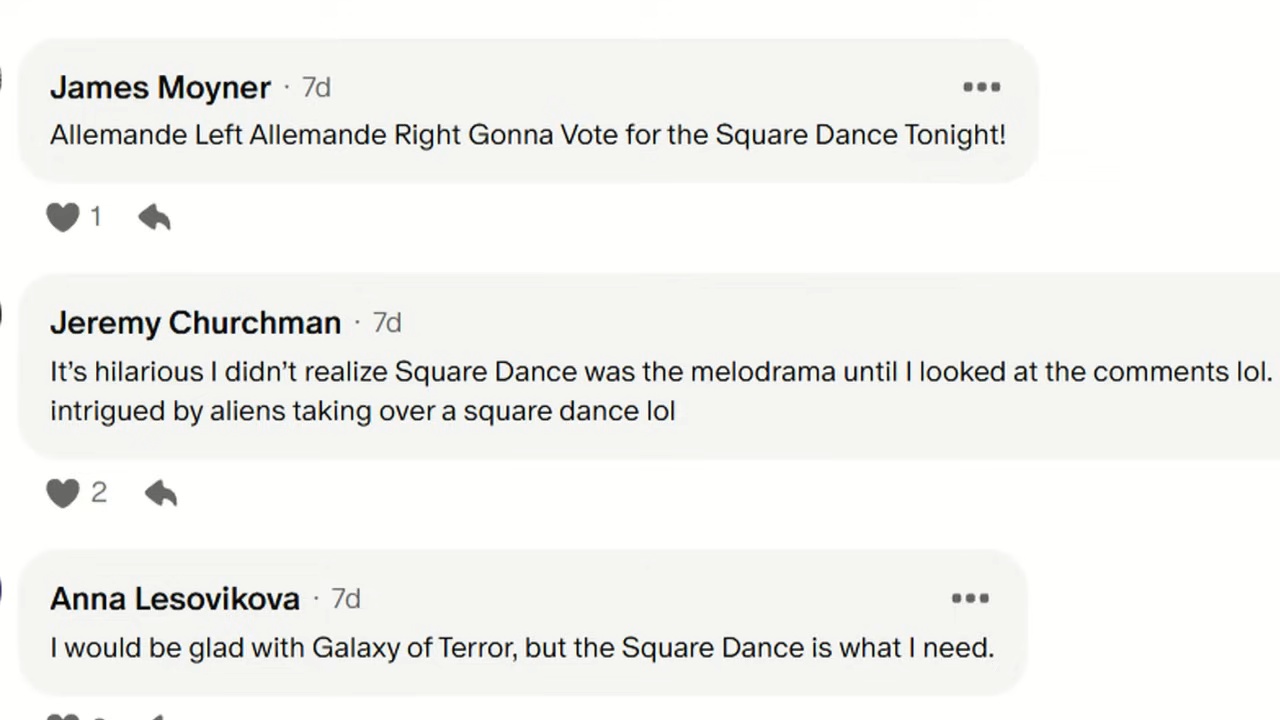 James Moyner · 7d
Allemande Left Allemande Right Gonna Vote for the Square Dance Tonight!
1
Jeremy Churchman · 7d
It’s hilarious I didn’t realize Square Dance was the melodrama until I looked at the comments lol.
intrigued by aliens taking over a square dance lol
2
Anna Lesovikova · 7d
I would be glad with Galaxy of Terror, but the Square Dance is what I need.